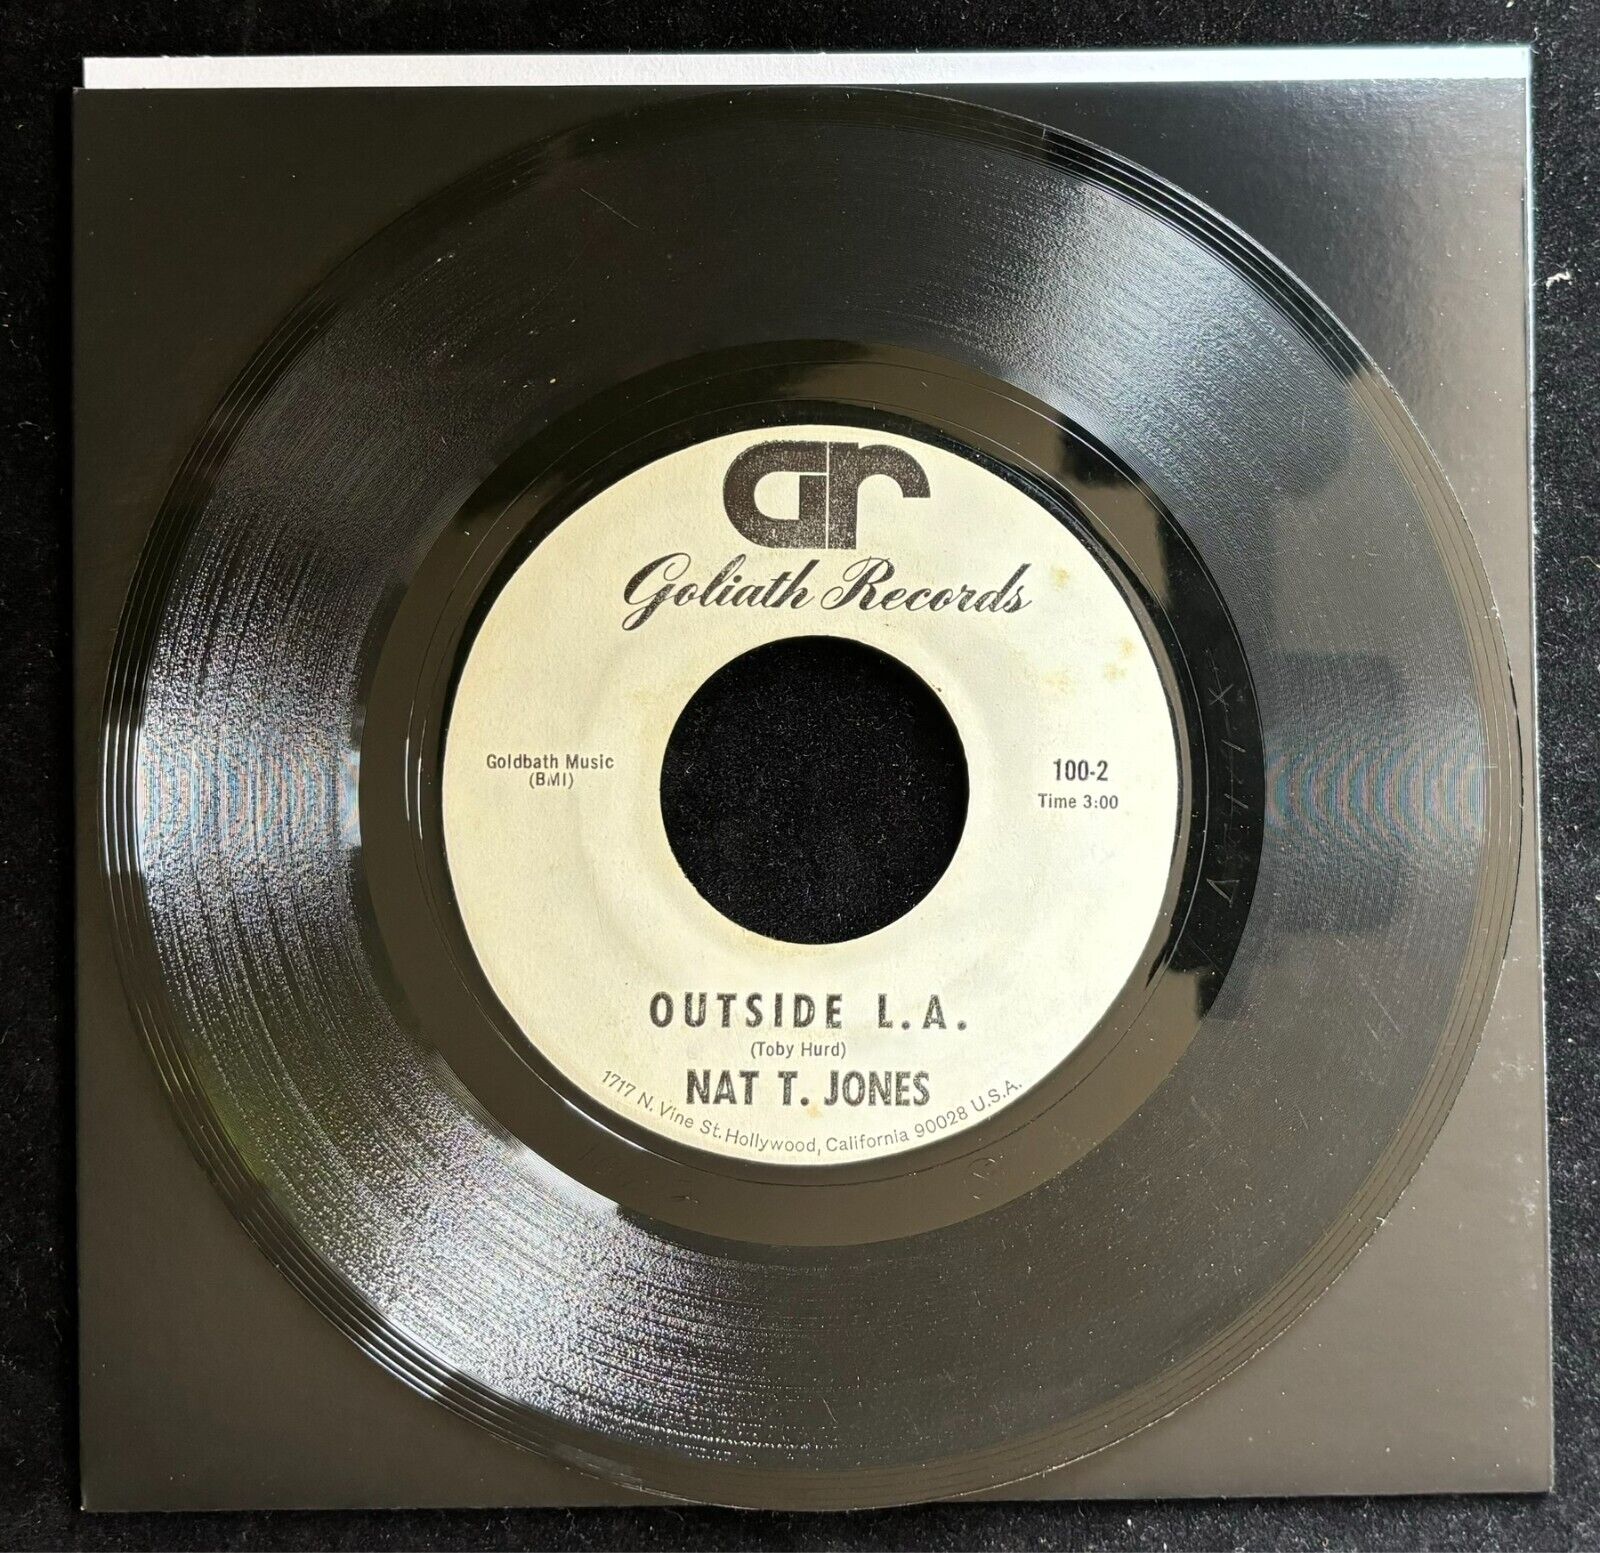 Gr
Goliath Records
Goldbath Music
(BMI)
100-2
Time 3:00
OUTSIDE L.A.
(Toby Hurd)
NAT T. JONES
1717 N. Vine St. Hollywood, California 90028 U.S.A.